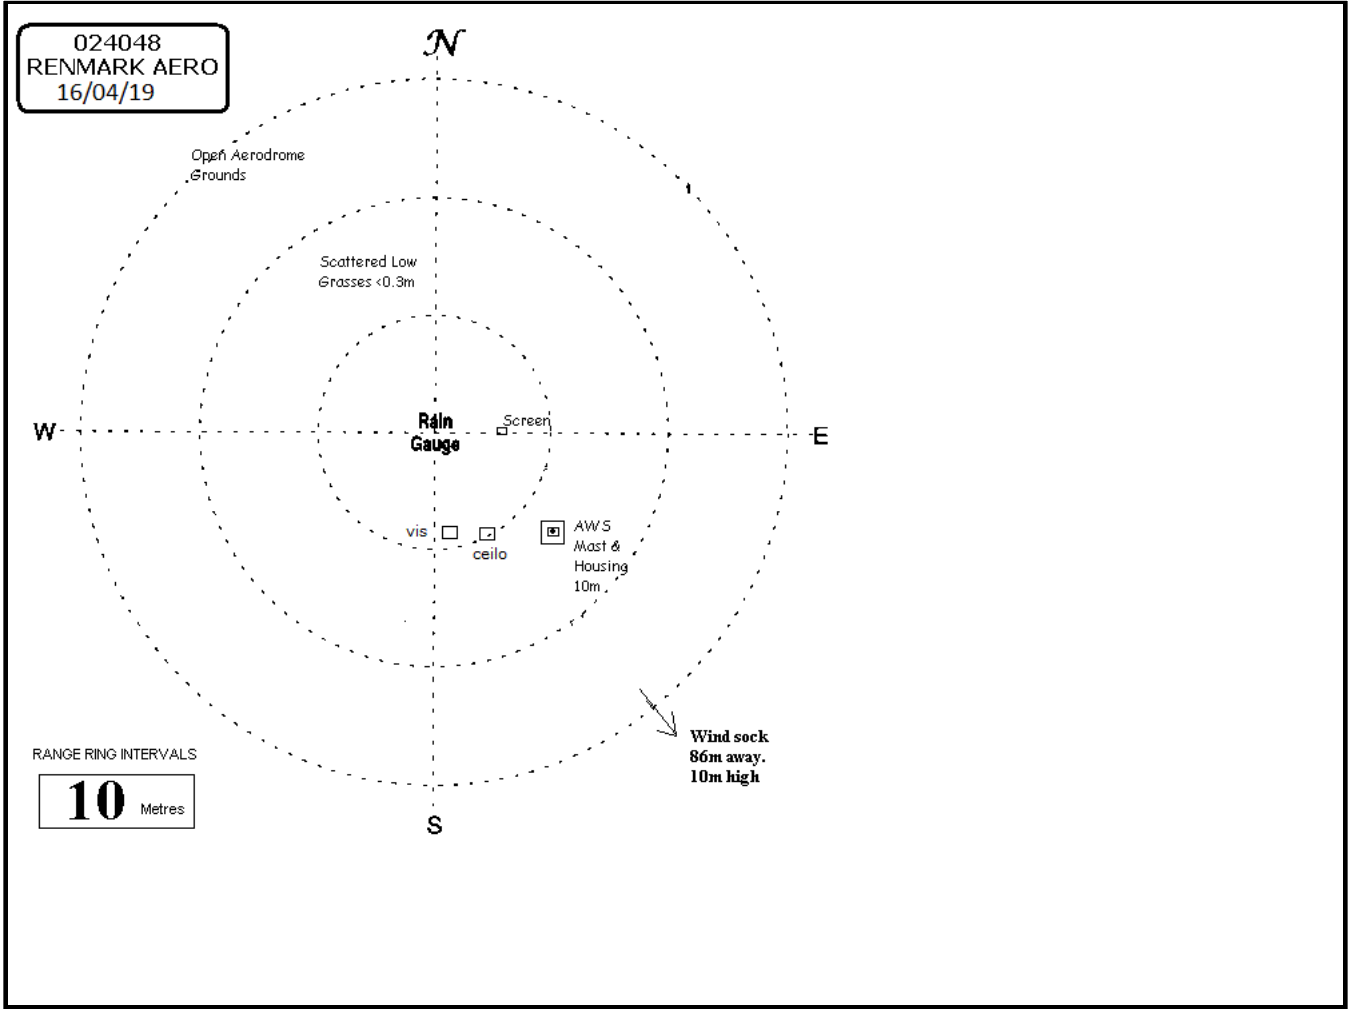 024048
RENMARK AERO
16/04/19
N
Open Aerodrome
Grounds
Scattered Low
Grasses <0.3m
W
Rain
Gauge
Screen
E
vis
ceilo
AWS
Mast &
Housing
10m
Wind sock
86m away.
10m high
RANGE RING INTERVALS
10 Metres
S